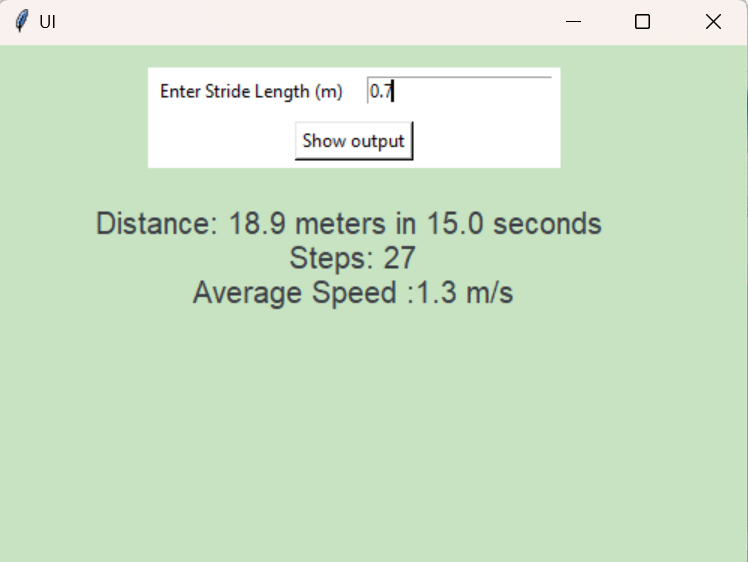 UI
Enter Stride Length (m) 0.7
Show output
Distance: 18.9 meters in 15.0 seconds
Steps: 27
Average Speed :1.3 m/s